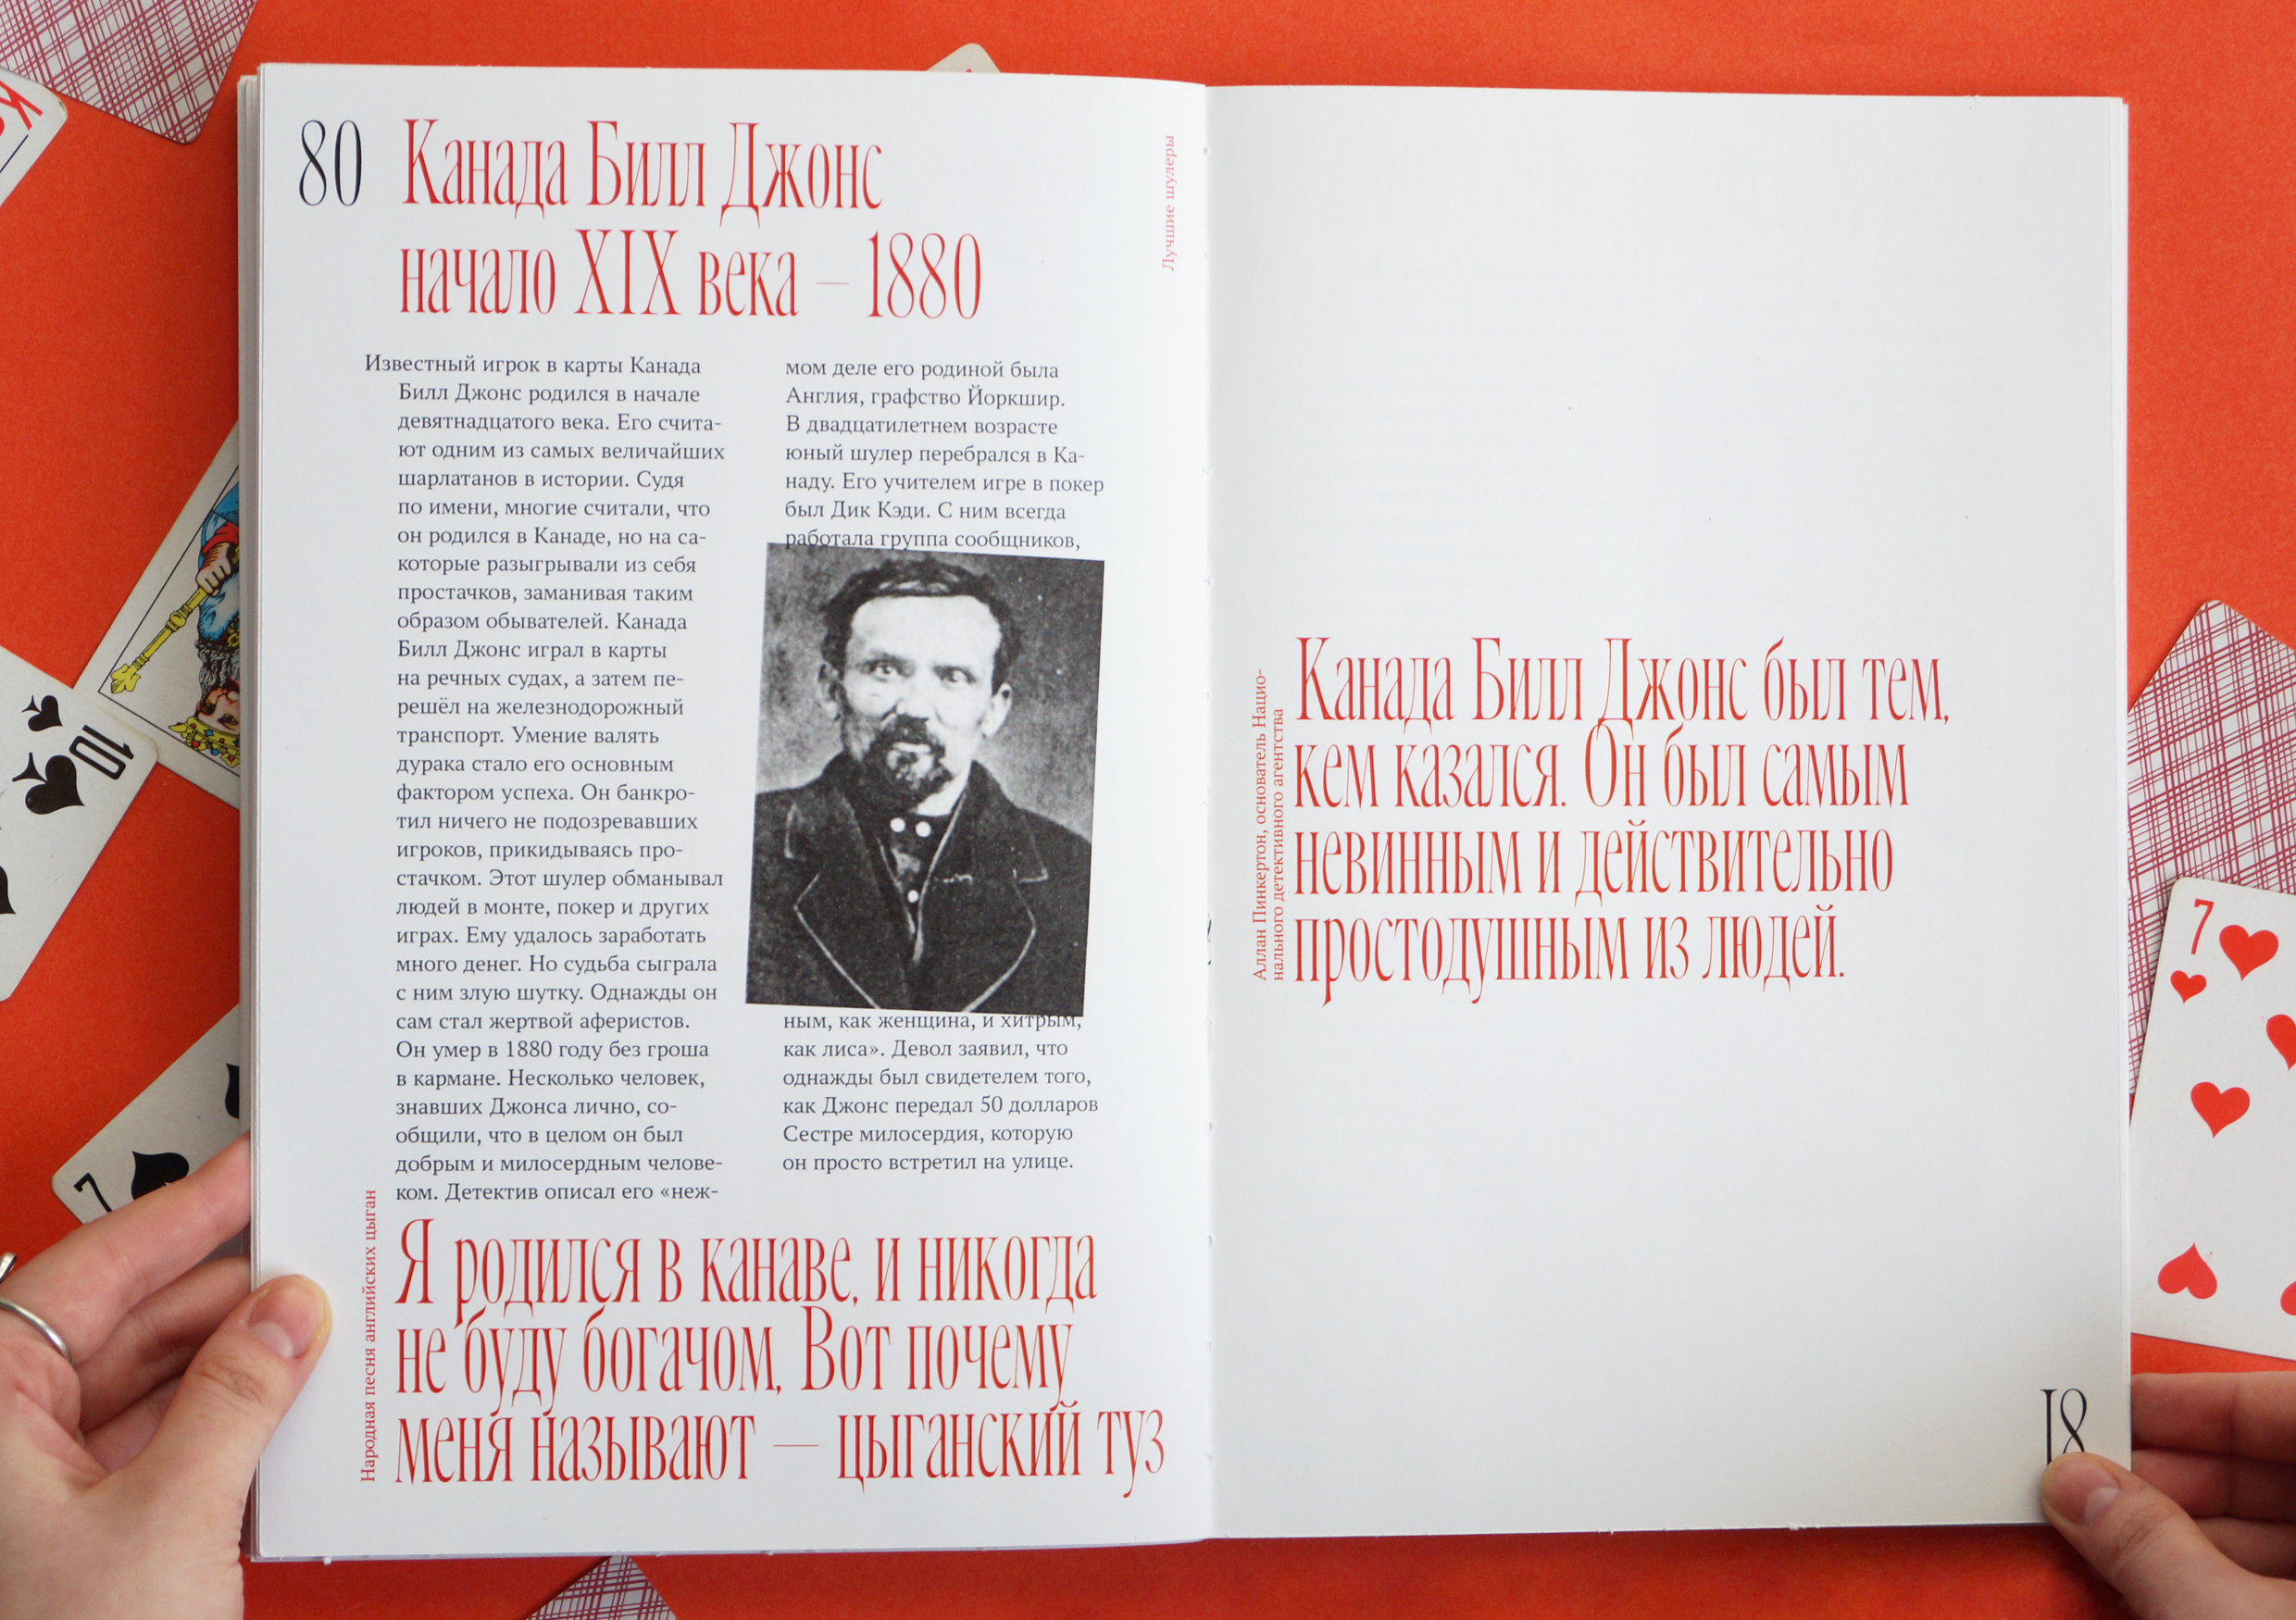 80
Канада Билл Джонс
начало XIX века – 1880
Лучшие шулеры
Известный игрок в карты Канада
Билл Джонс родился в начале
девятнадцатого века. Его счита-
ют одним из самых величайших
шарлатанов в истории. Судя
по имени, многие считали, что
он родился в Канаде, но на са-
мом деле его родиной была
Англия, графство Йоркшир.
В двадцатилетнем возрасте
юный шулер перебрался в Ка-
наду. Его учителем игре в покер
был Дик Кэди. С ним всегда
работала группа сообщников,
которые разыгрывали из себя
простачков, заманивая таким
образом обывателей. Канада
Билл Джонс играл в карты
на речных судах, а затем пе-
решёл на железнодорожный
транспорт. Умение валять
дурака стало его основным
фактором успеха. Он банкро-
тил ничего не подозревавших
игроков, прикидываясь про-
стачком. Этот шулер обманывал
людей в монте, покер и других
играх. Ему удалось заработать
много денег. Но судьба сыграла
с ним злую шутку. Однажды он
сам стал жертвой аферистов.
Он умер в 1880 году без гроша
в кармане. Несколько человек,
знавших Джонса лично, со-
общили, что в целом он был
добрым и милосердным челове-
ком. Детектив описал его «неж-
ным, как женщина, и хитрым,
как лиса». Девол заявил, что
однажды был свидетелем того,
как Джонс передал 50 долларов
Сестре милосердия, которую
он просто встретил на улице.
Народная песня английских цыган
Я родился в канаве, и никогда
не буду богачом, Вот почему
меня называют — цыганский туз
Аллан Пинкертон, основатель Нацио-
нального детективного агентства
Канада Билл Джонс был тем,
кем казался. Он был самым
невинным и действительно
простодушным из людей.
81
K
10
7
7